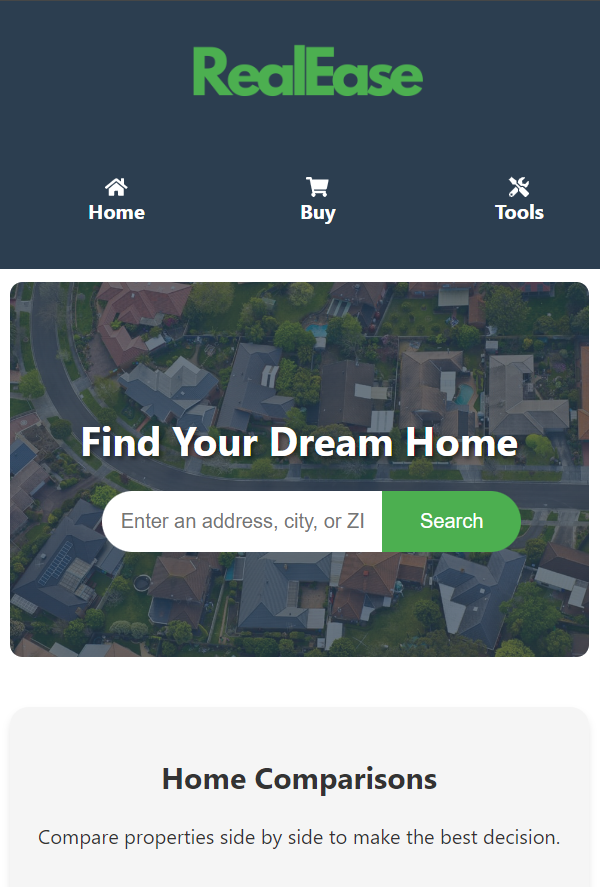 RealEase
Home Buy Tools
Find Your Dream Home
Enter an address, city, or ZI Search
Home Comparisons
Compare properties side by side to make the best decision.